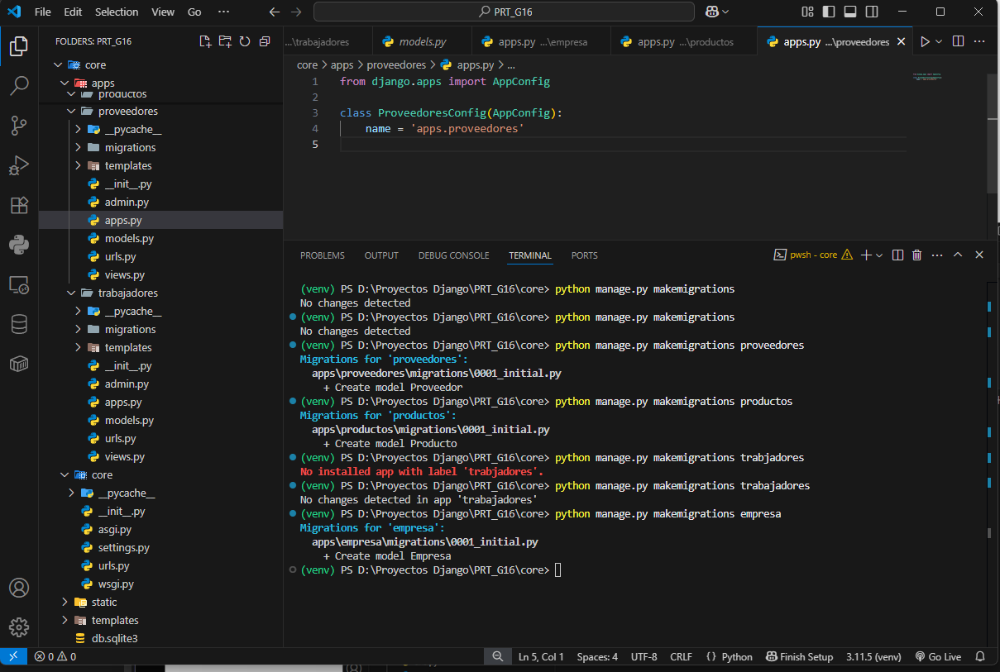 File Edit Selection View Go ··· PRT_G16
FOLDERS: PRT_G16
core
apps
productos
proveedores
__pycache__
migrations
templates
__init__.py
admin.py
apps.py
models.py
urls.py
views.py
trabajadores
__pycache__
migrations
templates
__init__.py
admin.py
apps.py
models.py
urls.py
views.py
core
__pycache__
__init__.py
asgi.py
settings.py
urls.py
wsgi.py
static
templates
db.sqlite3
...\trabajadores models.py apps.py ...\empresa apps.py ...\productos apps.py ...\proveedores
core > apps > proveedores > apps.py > ...
1 from django.apps import AppConfig
2
3 class ProveedoresConfig(AppConfig):
4 name = 'apps.proveedores'
5
PROBLEMS OUTPUT DEBUG CONSOLE TERMINAL PORTS pwsh - core
(venv) PS D:\Proyectos Django\PRT_G16\core> python manage.py makemigrations
No changes detected
(venv) PS D:\Proyectos Django\PRT_G16\core> python manage.py makemigrations
No changes detected
(venv) PS D:\Proyectos Django\PRT_G16\core> python manage.py makemigrations proveedores
Migrations for 'proveedores':
apps\proveedores\migrations\0001_initial.py
+ Create model Proveedor
(venv) PS D:\Proyectos Django\PRT_G16\core> python manage.py makemigrations productos
Migrations for 'productos':
apps\productos\migrations\0001_initial.py
+ Create model Producto
(venv) PS D:\Proyectos Django\PRT_G16\core> python manage.py makemigrations trabjadores
No installed app with label 'trabjadores'.
(venv) PS D:\Proyectos Django\PRT_G16\core> python manage.py makemigrations trabajadores
No changes detected in app 'trabajadores'
(venv) PS D:\Proyectos Django\PRT_G16\core> python manage.py makemigrations empresa
Migrations for 'empresa':
apps\empresa\migrations\0001_initial.py
+ Create model Empresa
(venv) PS D:\Proyectos Django\PRT_G16\core>
0 0 Ln 5, Col 1 Spaces: 4 UTF-8 CRLF {} Python Finish Setup 3.11.5 (venv) Go Live